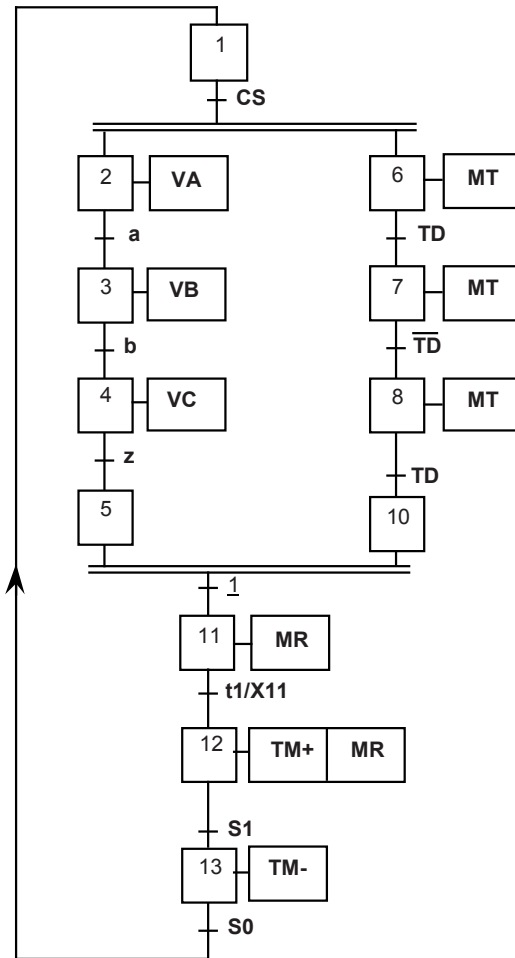 1
CS
2 VA 6 MT
a TD
3 VB 7 MT
b T̅D̅
4 VC 8 MT
z TD
5 10
1
11 MR
t1/X11
12 TM+ MR
S1
13 TM-
S0